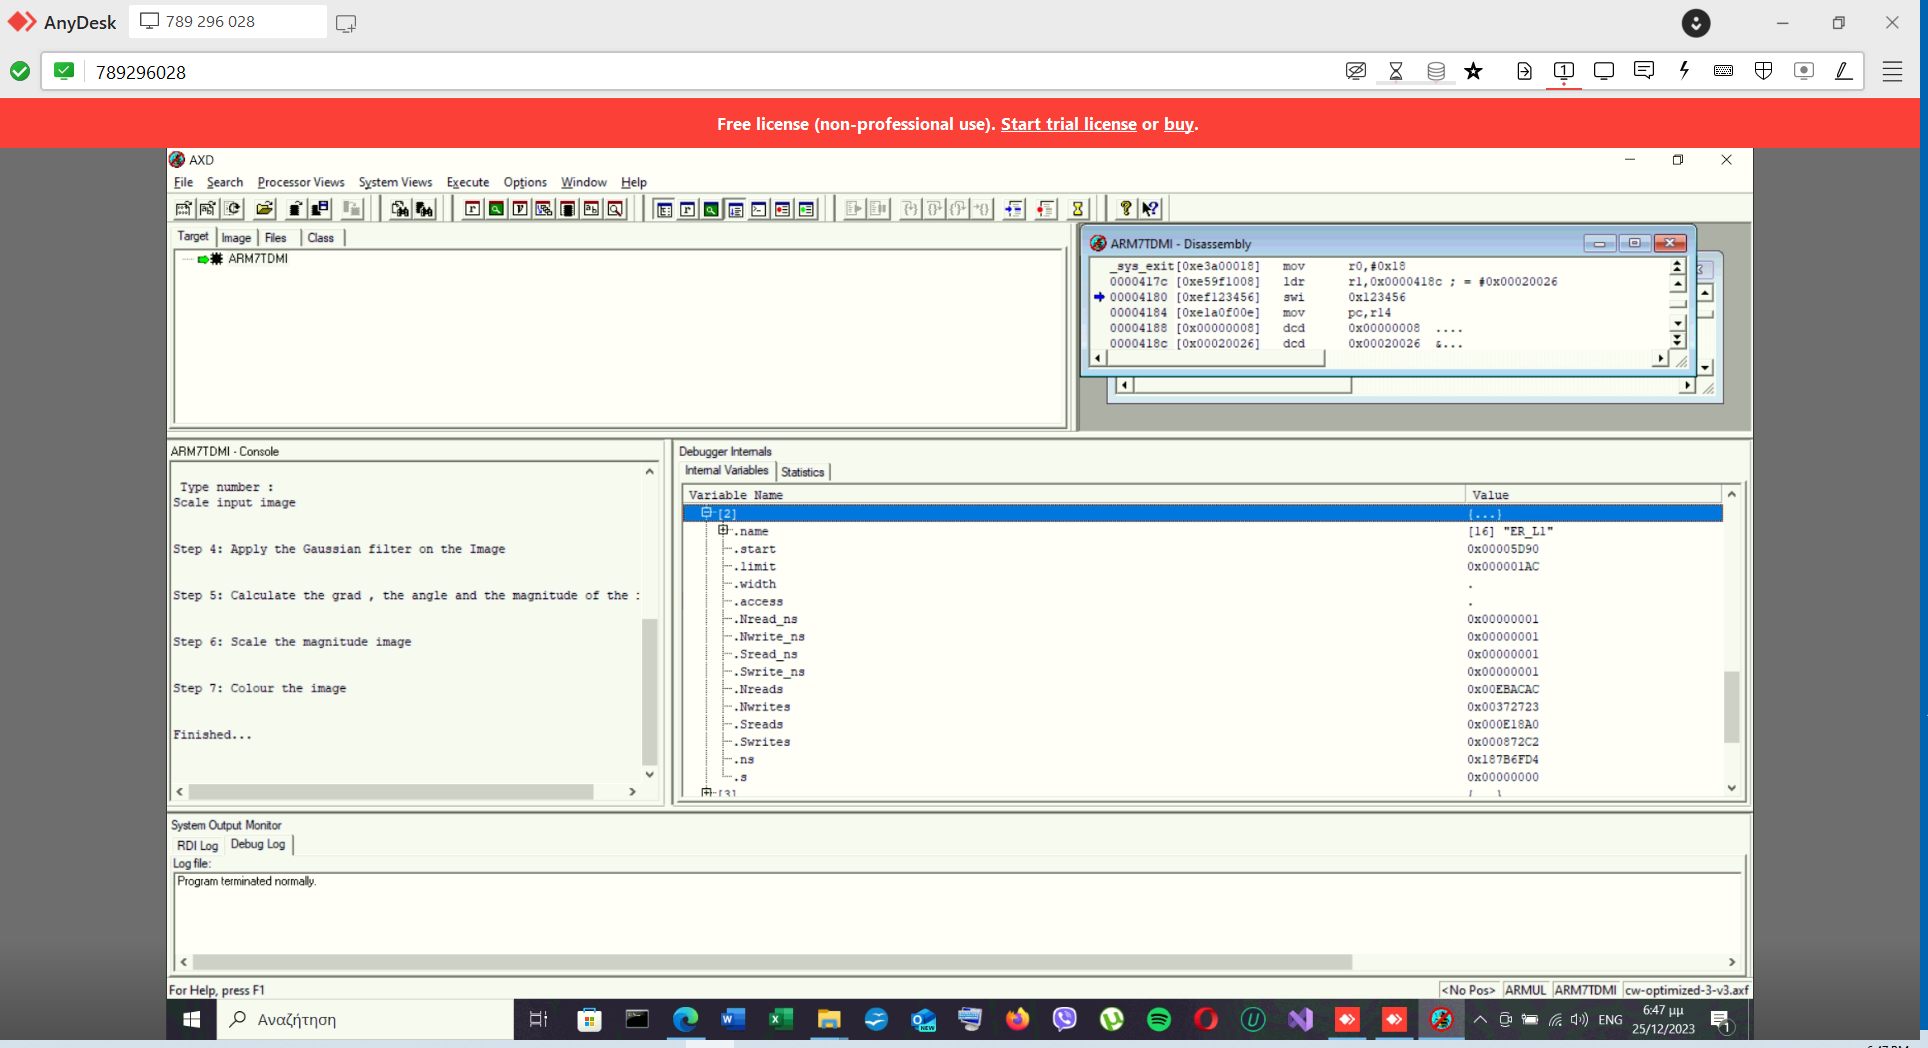 AnyDesk
789 296 028
789296028
1
Free license (non-professional use). Start trial license or buy.
AXD
File Search Processor Views System Views Execute Options Window Help
Target Image Files Class
ARM7TDMI
ARM7TDMI - Disassembly
_sys_exit[0xe3a00018] mov r0,#0x18
0000417c [0xe59f1008] ldr r1,0x0000418c ; = #0x00020026
00004180 [0xef123456] swi 0x123456
00004184 [0xe1a0f00e] mov pc,r14
00004188 [0x00000008] dcd 0x00000008 ....
0000418c [0x00020026] dcd 0x00020026 &...
ARM7TDMI - Console
Type number :
Scale input image
Step 4: Apply the Gaussian filter on the Image
Step 5: Calculate the grad , the angle and the magnitude of the
Step 6: Scale the magnitude image
Step 7: Colour the image
Finished...
Debugger Internals
Internal Variables Statistics
Variable Name Value
[2] {...}
.name [16] "ER_L1"
.start 0x00005D90
.limit 0x000001AC
.width .
.access .
.Nread_ns 0x00000001
.Nwrite_ns 0x00000001
.Sread_ns 0x00000001
.Swrite_ns 0x00000001
.Nreads 0x00EBACAC
.Nwrites 0x00372723
.Sreads 0x000E18A0
.Swrites 0x000872C2
.ns 0x187B6FD4
.s 0x00000000
[3]
System Output Monitor
RDI Log Debug Log
Log file:
Program terminated normally.
For Help, press F1
<No Pos> ARMUL ARM7TDMI cw-optimized-3-v3.axf
Αναζήτηση
NEW
ENG
6:47 μμ
25/12/2023
1